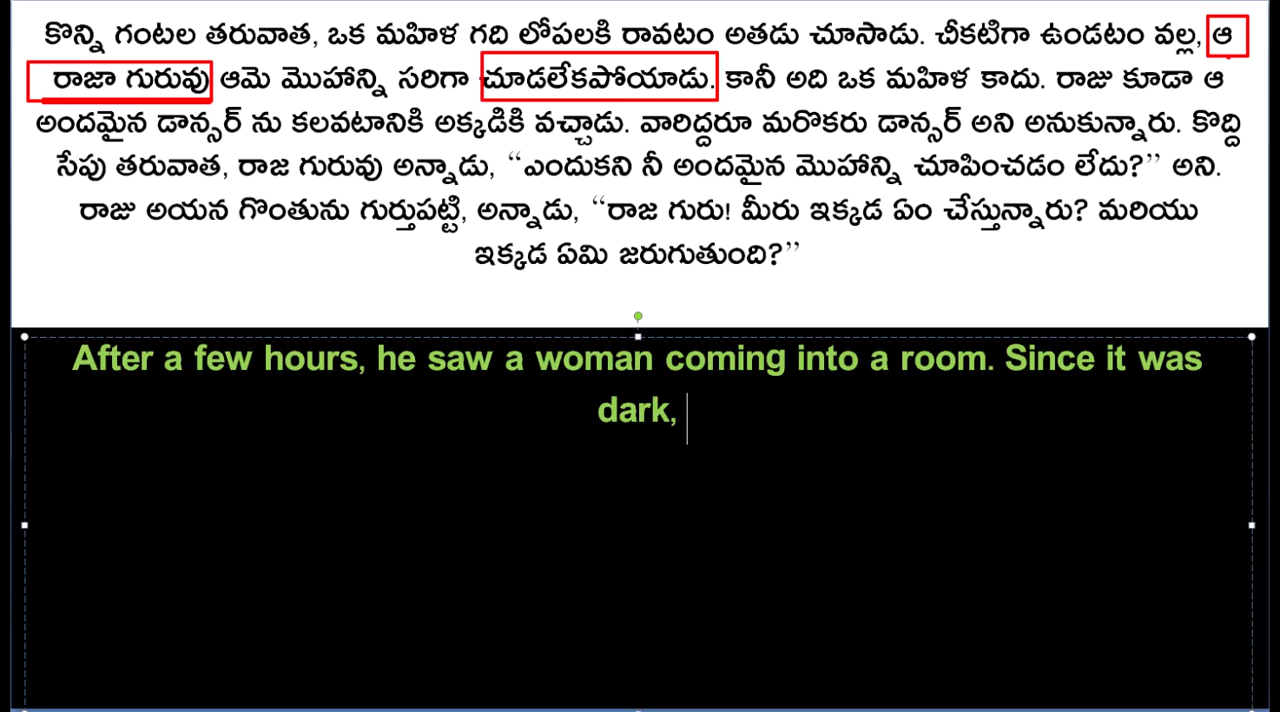 కొన్ని గంటల తరువాత, ఒక మహిళ గది లోపలకి రావటం అతడు చూసాడు. చీకటిగా ఉండటం వల్ల, ఆ
రాజా గురువు ఆమె మొహాన్ని సరిగా చూడలేకపోయాడు. కానీ అది ఒక మహిళ కాదు. రాజు కూడా ఆ
అందమైన డాన్సర్ ను కలవటానికి అక్కడికి వచ్చాడు. వారిద్దరూ మరొకరు డాన్సర్ అని అనుకున్నారు. కొద్ది
సేపు తరువాత, రాజ గురువు అన్నాడు, “ఎందుకని నీ అందమైన మొహాన్ని చూపించడం లేదు?” అని.
రాజు అయన గొంతును గుర్తుపట్టి, అన్నాడు, “రాజ గురు! మీరు ఇక్కడ ఏం చేస్తున్నారు? మరియు
ఇక్కడ ఏమి జరుగుతుంది?”
After a few hours, he saw a woman coming into a room. Since it was
dark,